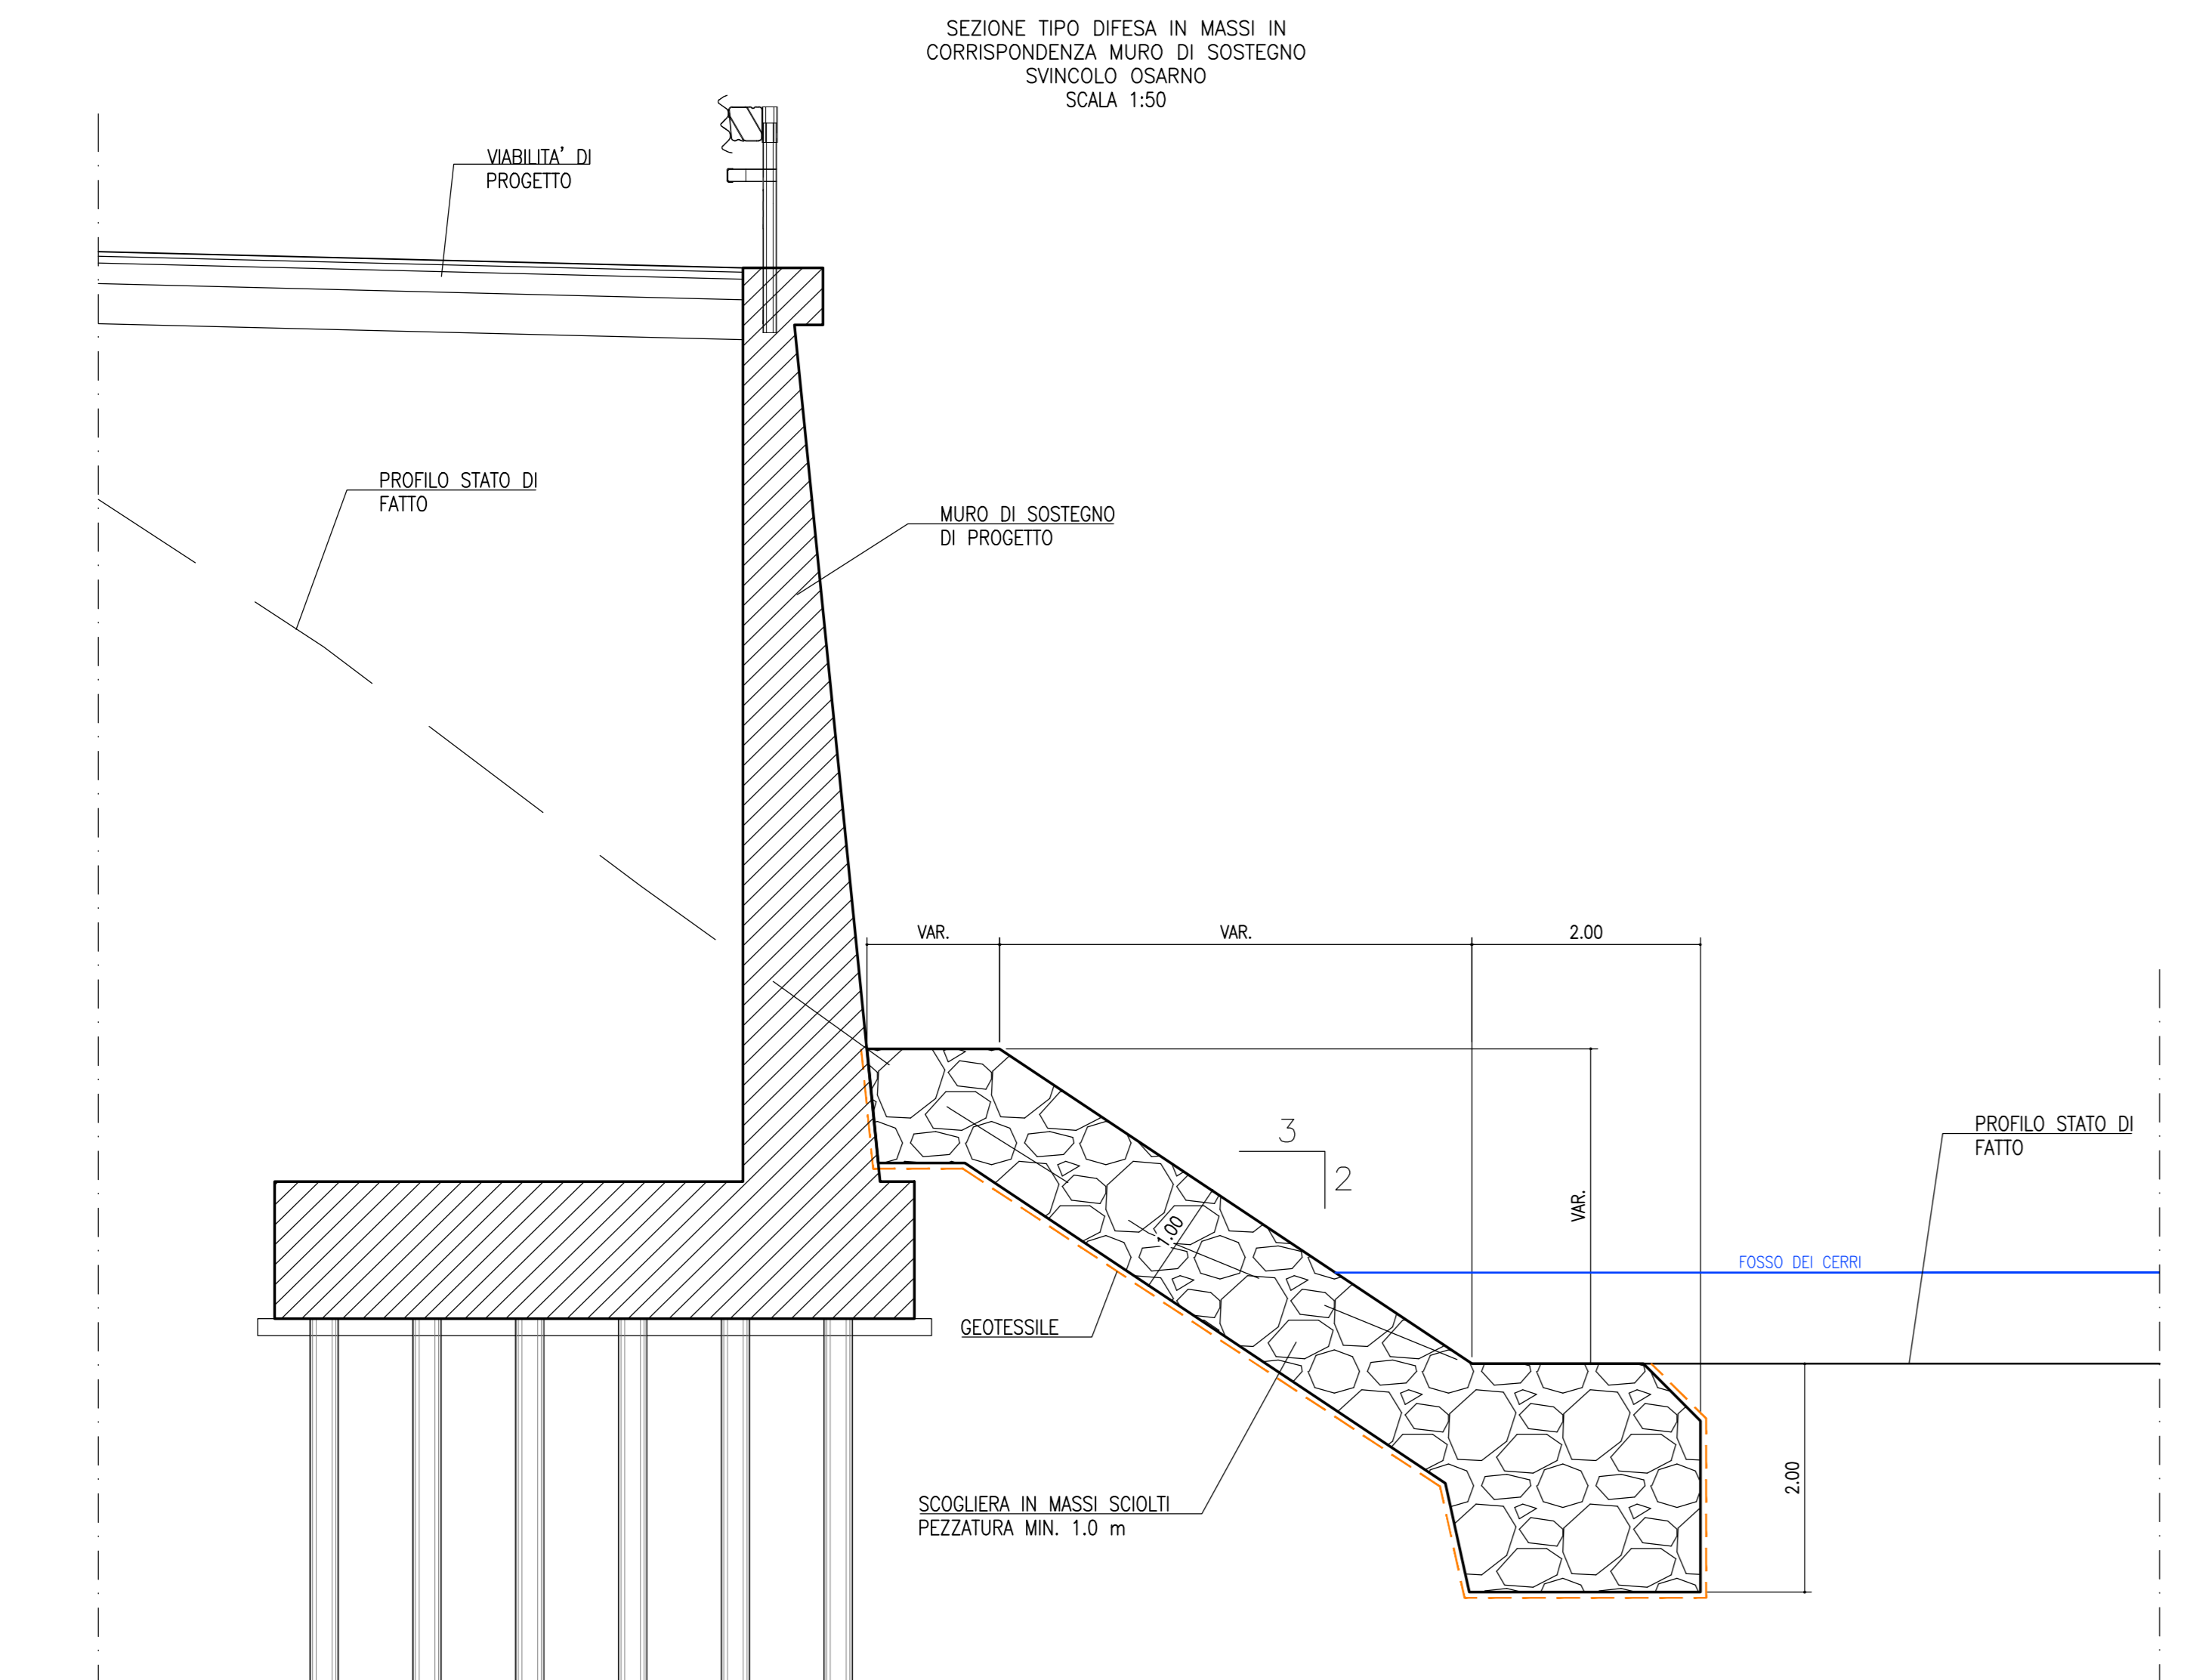 SEZIONE TIPO DIFESA IN MASSI IN
CORRISPONDENZA MURO DI SOSTEGNO
SVINCOLO OSARNO
SCALA 1:50
VIABILITA' DI
PROGETTO
PROFILO STATO DI
FATTO
MURO DI SOSTEGNO
DI PROGETTO
VAR.
VAR.
2.00
3
2
PROFILO STATO DI
FATTO
VAR.
1.00
FOSSO DEI CERRI
GEOTESSILE
2.00
SCOGLIERA IN MASSI SCIOLTI
PEZZATURA MIN. 1.0 m